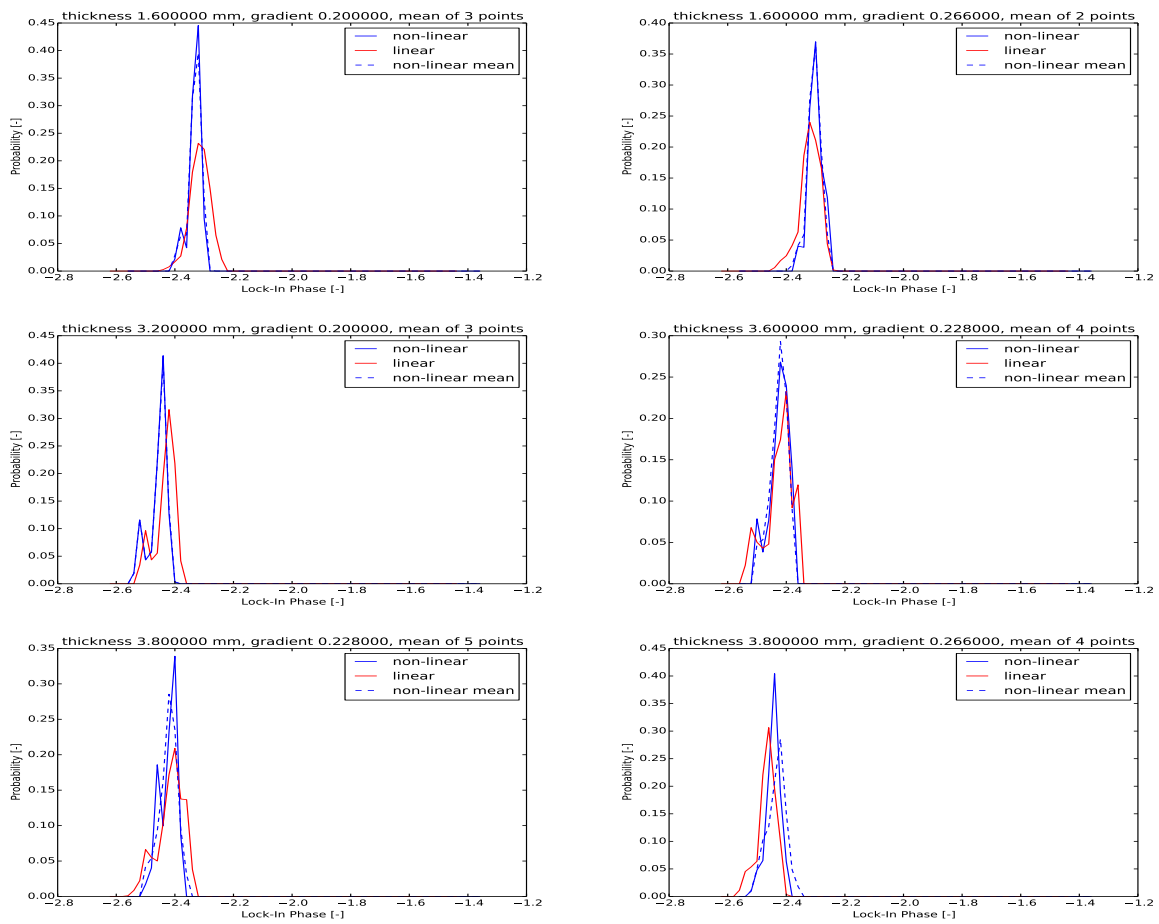 thickness 1.600000 mm, gradient 0.200000, mean of 3 points
0.45
0.40
0.35
0.30
0.25
0.20
0.15
0.10
0.05
0.00
Probability [-]
non-linear
linear
non-linear mean
−2.8 −2.6 −2.4 −2.2 −2.0 −1.8 −1.6 −1.4 −1.2
Lock-In Phase [-]
thickness 1.600000 mm, gradient 0.266000, mean of 2 points
0.40
0.35
0.30
0.25
0.20
0.15
0.10
0.05
0.00
Probability [-]
non-linear
linear
non-linear mean
−2.8 −2.6 −2.4 −2.2 −2.0 −1.8 −1.6 −1.4 −1.2
Lock-In Phase [-]
thickness 3.200000 mm, gradient 0.200000, mean of 3 points
0.45
0.40
0.35
0.30
0.25
0.20
0.15
0.10
0.05
0.00
Probability [-]
non-linear
linear
non-linear mean
−2.8 −2.6 −2.4 −2.2 −2.0 −1.8 −1.6 −1.4 −1.2
Lock-In Phase [-]
thickness 3.600000 mm, gradient 0.228000, mean of 4 points
0.30
0.25
0.20
0.15
0.10
0.05
0.00
Probability [-]
non-linear
linear
non-linear mean
−2.8 −2.6 −2.4 −2.2 −2.0 −1.8 −1.6 −1.4 −1.2
Lock-In Phase [-]
thickness 3.800000 mm, gradient 0.228000, mean of 5 points
0.35
0.30
0.25
0.20
0.15
0.10
0.05
0.00
Probability [-]
non-linear
linear
non-linear mean
−2.8 −2.6 −2.4 −2.2 −2.0 −1.8 −1.6 −1.4 −1.2
Lock-In Phase [-]
thickness 3.800000 mm, gradient 0.266000, mean of 4 points
0.45
0.40
0.35
0.30
0.25
0.20
0.15
0.10
0.05
0.00
Probability [-]
non-linear
linear
non-linear mean
−2.8 −2.6 −2.4 −2.2 −2.0 −1.8 −1.6 −1.4 −1.2
Lock-In Phase [-]